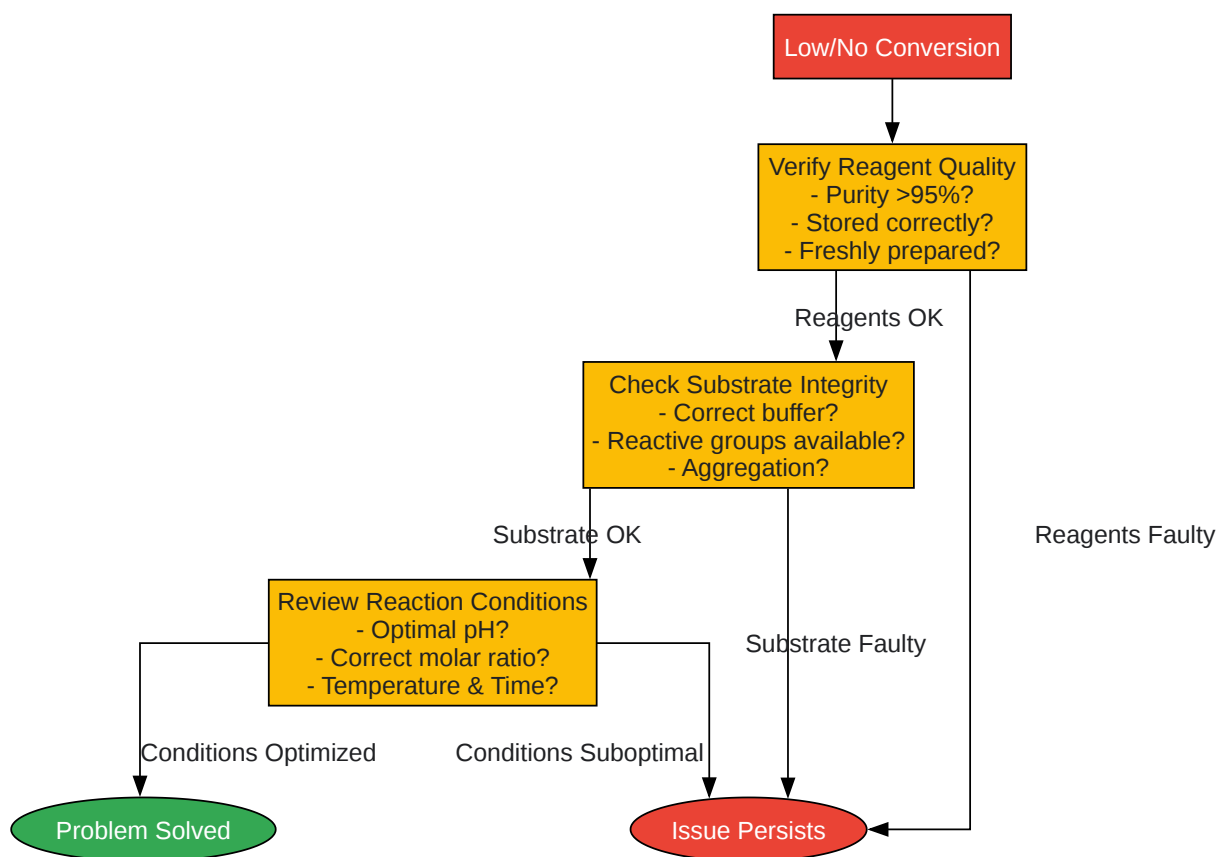 Low/No Conversion
Verify Reagent Quality
- Purity >95%?
- Stored correctly?
- Freshly prepared?
Reagents OK
Check Substrate Integrity
- Correct buffer?
- Reactive groups available?
- Aggregation?
Substrate OK
Reagents Faulty
Review Reaction Conditions
- Optimal pH?
- Correct molar ratio?
- Temperature & Time?
Substrate Faulty
Conditions Optimized
Conditions Suboptimal
Problem Solved
Issue Persists